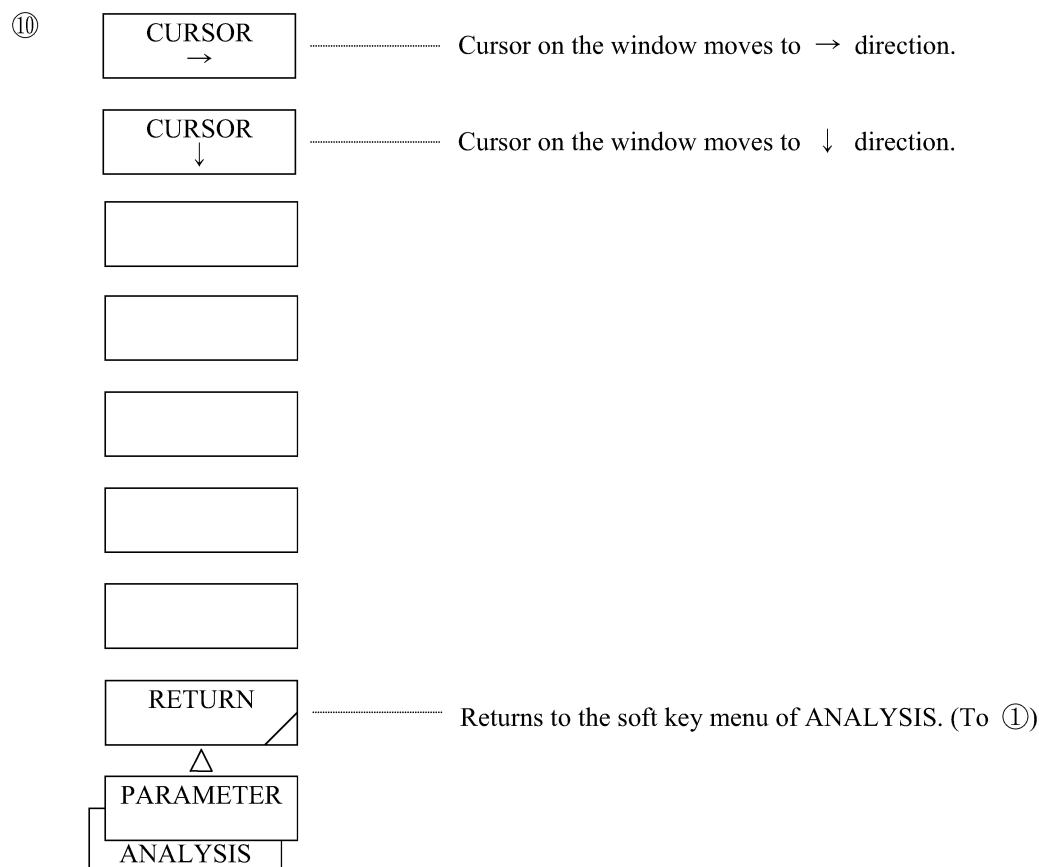 ⑩
CURSOR
→
Cursor on the window moves to → direction.
CURSOR
↓
Cursor on the window moves to ↓ direction.
RETURN
Returns to the soft key menu of ANALYSIS. (To ①)
△
PARAMETER
ANALYSIS